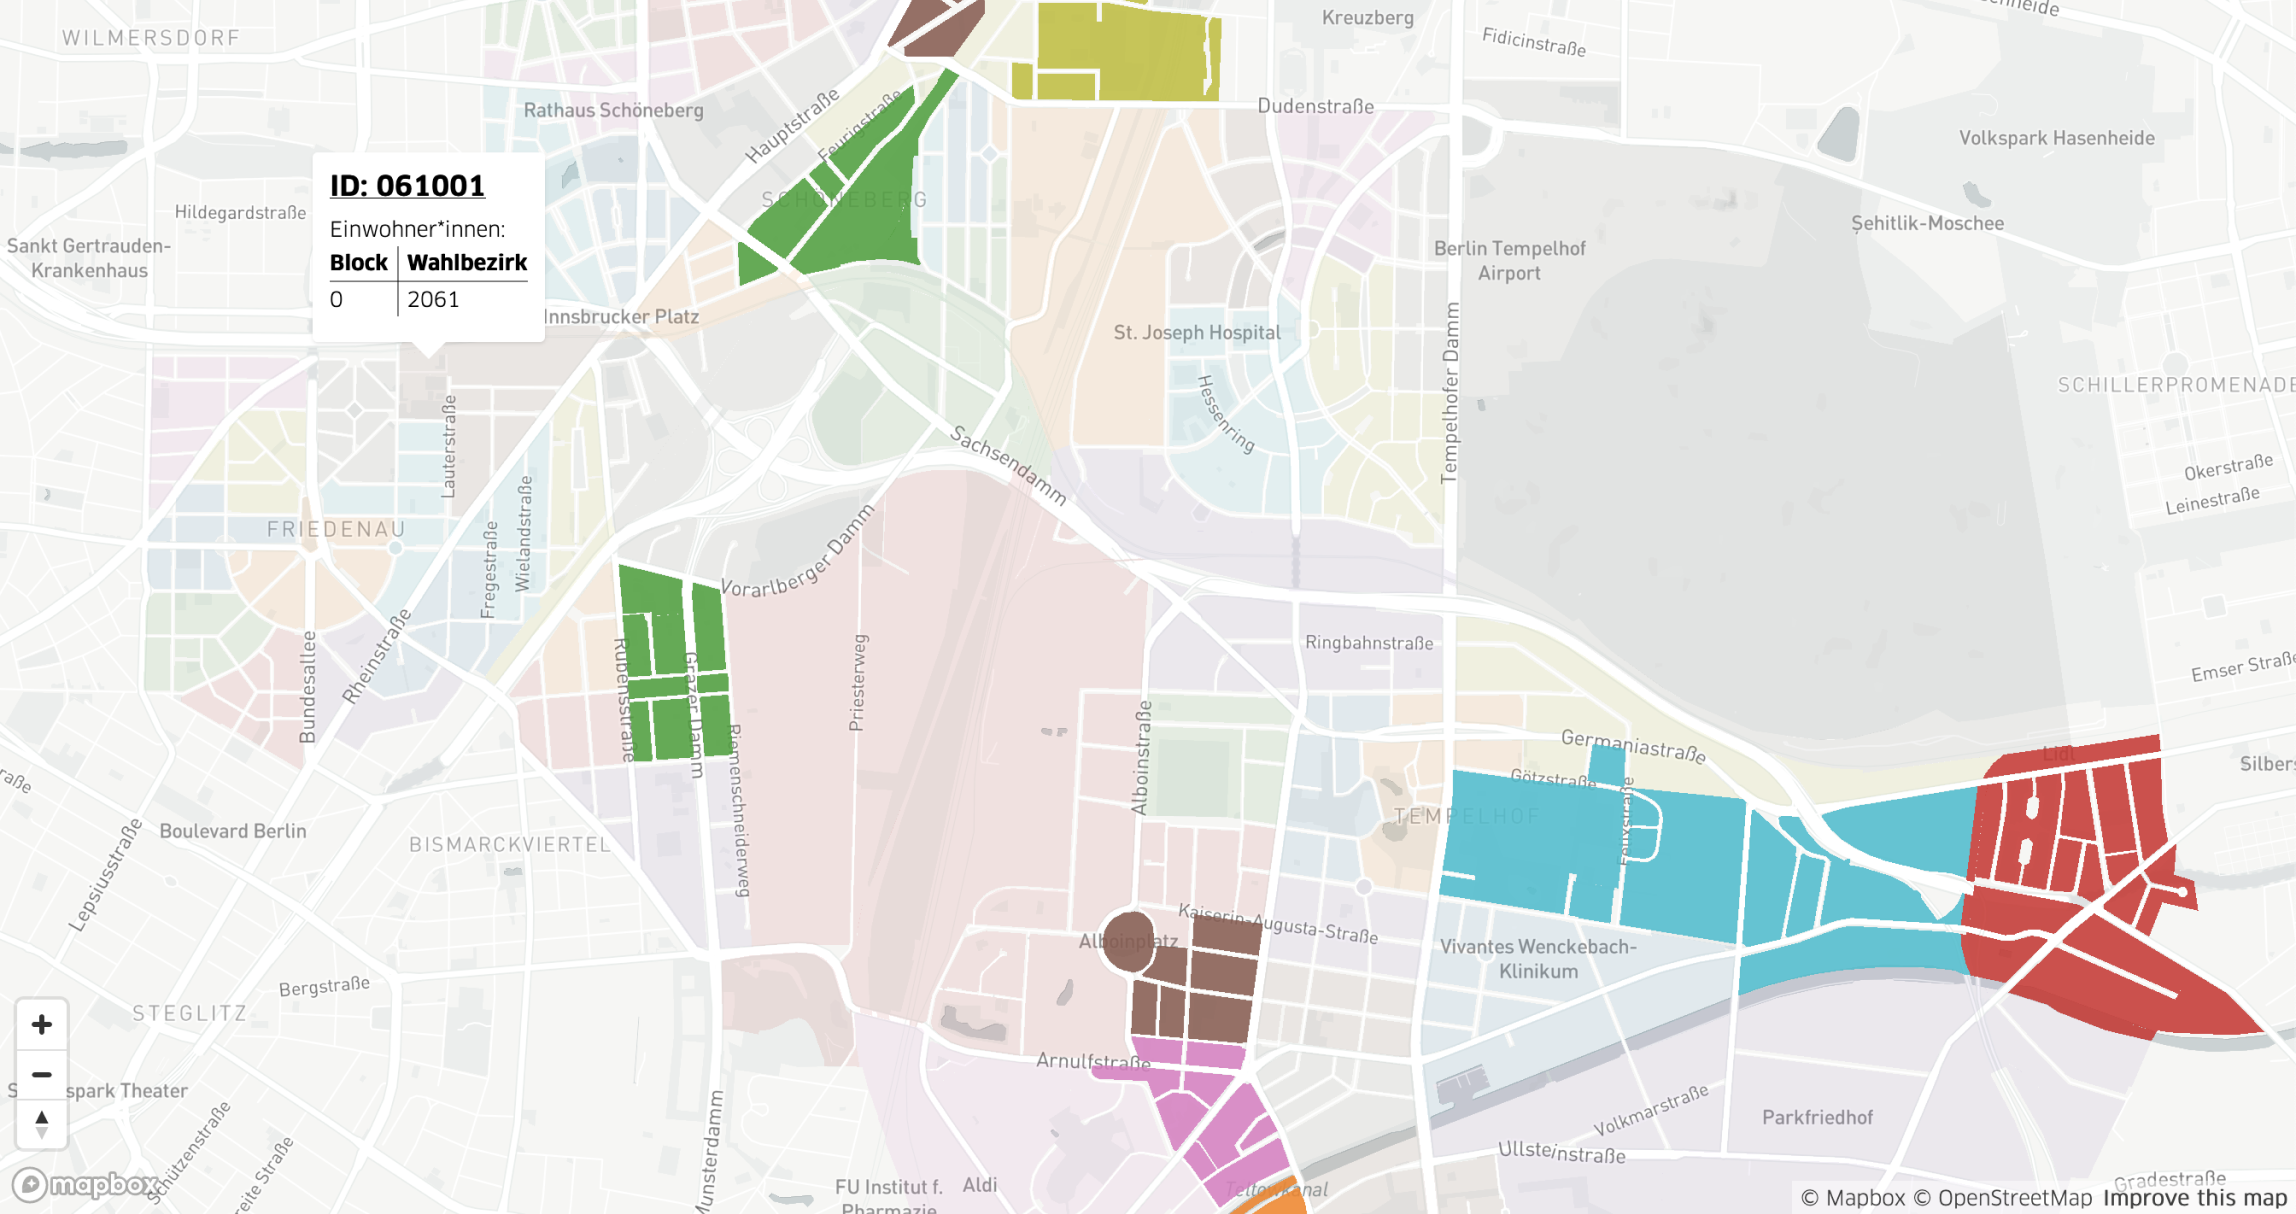 WILMERSDORF
Kreuzberg
Fidicinstraße
Rathaus Schöneberg
Hauptstraße
Feurigstraße
Dudenstraße
Volkspark Hasenheide
ID: 061001
Einwohner*innen:
Block Wahlbezirk
0 2061
SCHÖNEBERG
Hildegardstraße
Sankt Gertrauden-
Krankenhaus
Şehitlik-Moschee
Berlin Tempelhof
Airport
Innsbrucker Platz
St. Joseph Hospital
Tempelhofer Damm
Hessenring
SCHILLERPROMENADE
Lauterstraße
Sachsendamm
Okerstraße
Leinestraße
FRIEDENAU
Fregestraße
Wielandstraße
Vorarlberger Damm
Rheinstraße
Bundesallee
Rubensstraße
Grazer Damm
Riemenschneiderweg
Priesterweg
Alboinstraße
Ringbahnstraße
Emser Straße
Germaniastraße
Götzstraße
Lidl
TEMPELHOF
Boulevard Berlin
BISMARCKVIERTEL
Lepsiusstraße
Kaiserin-Augusta-Straße
Alboinplatz
Vivantes Wenckebach-
Klinikum
Bergstraße
STEGLITZ
Arnulfstraße
spark Theater
Schützenstraße
Munsterdamm
Volkmarstraße
Parkfriedhof
Ullsteinstraße
Gradestraße
FU Institut f.
Pharmazie
Aldi
Teltowkanal
mapbox
© Mapbox © OpenStreetMap Improve this map